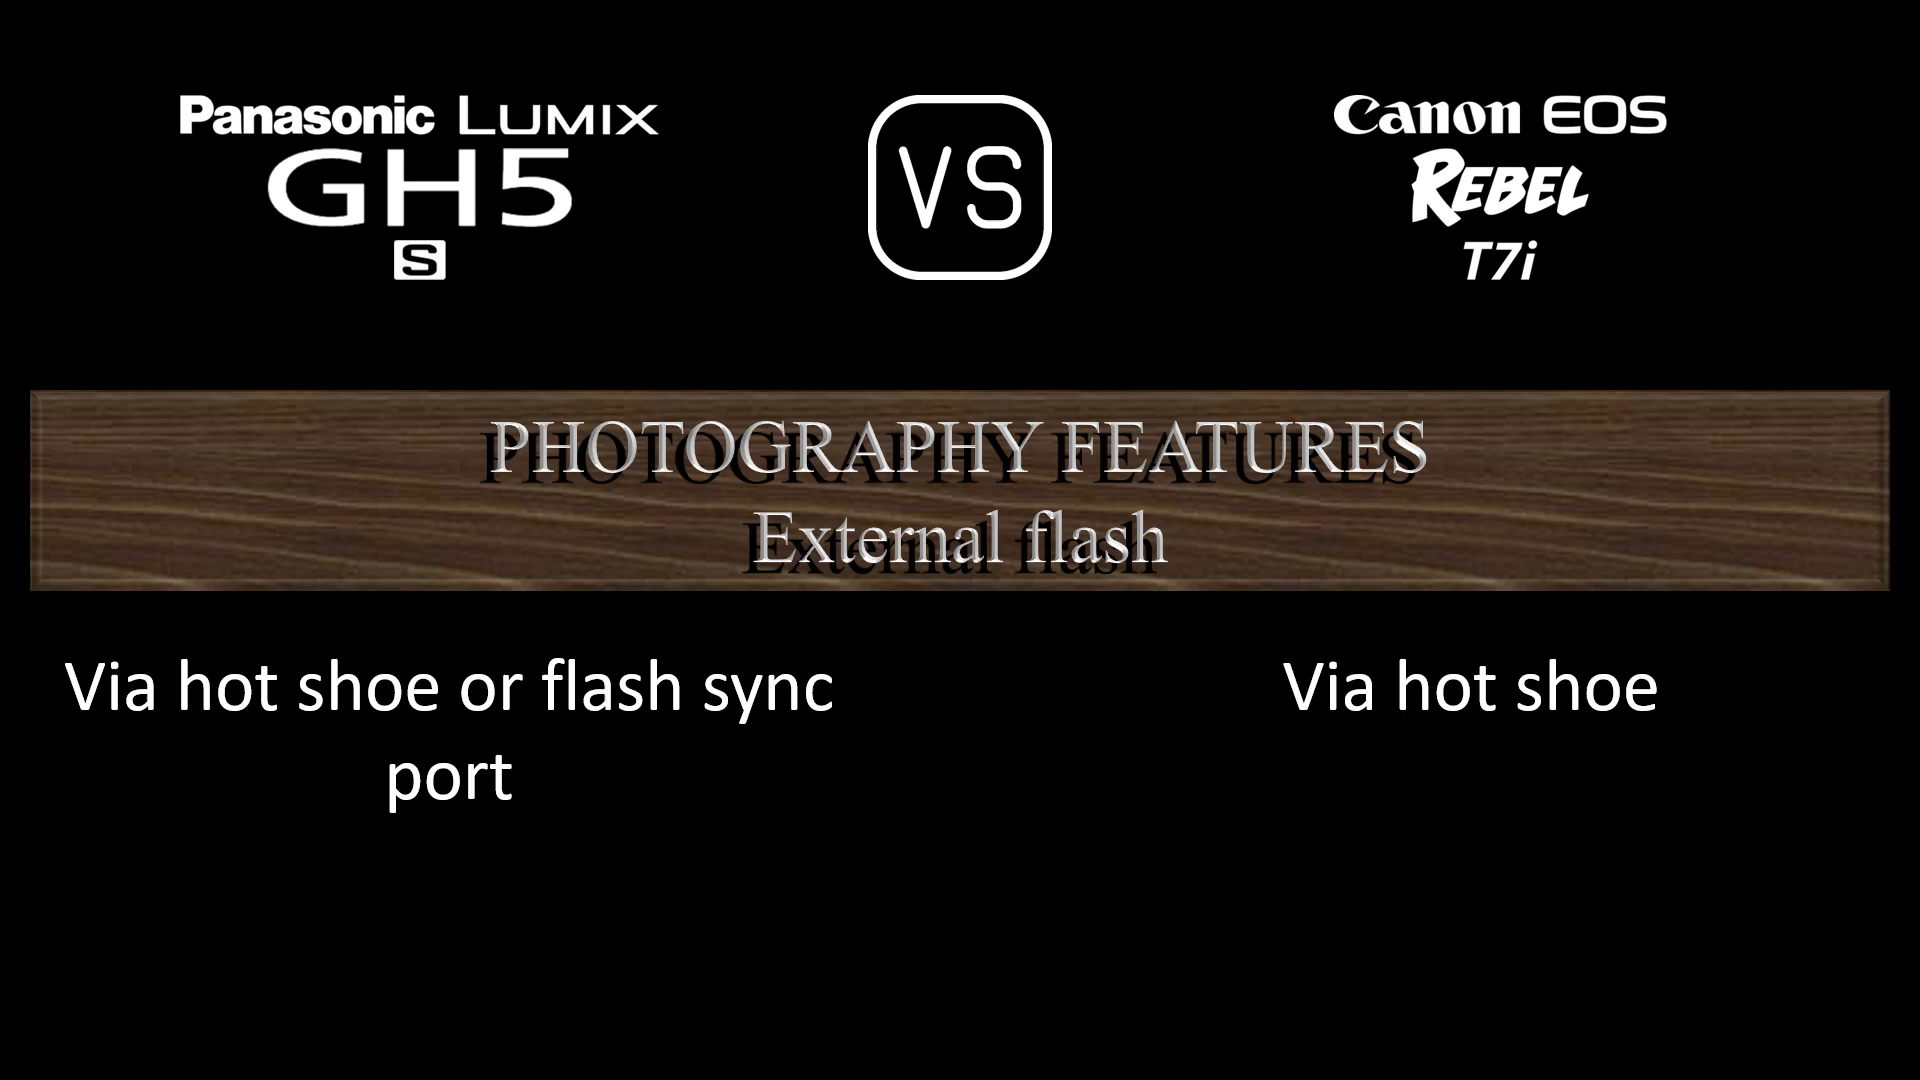 Panasonic LUMIX
GH5
S
VS
Canon EOS
REBEL
T7i
PHOTOGRAPHY FEATURES
External flash
Via hot shoe or flash sync
port
Via hot shoe